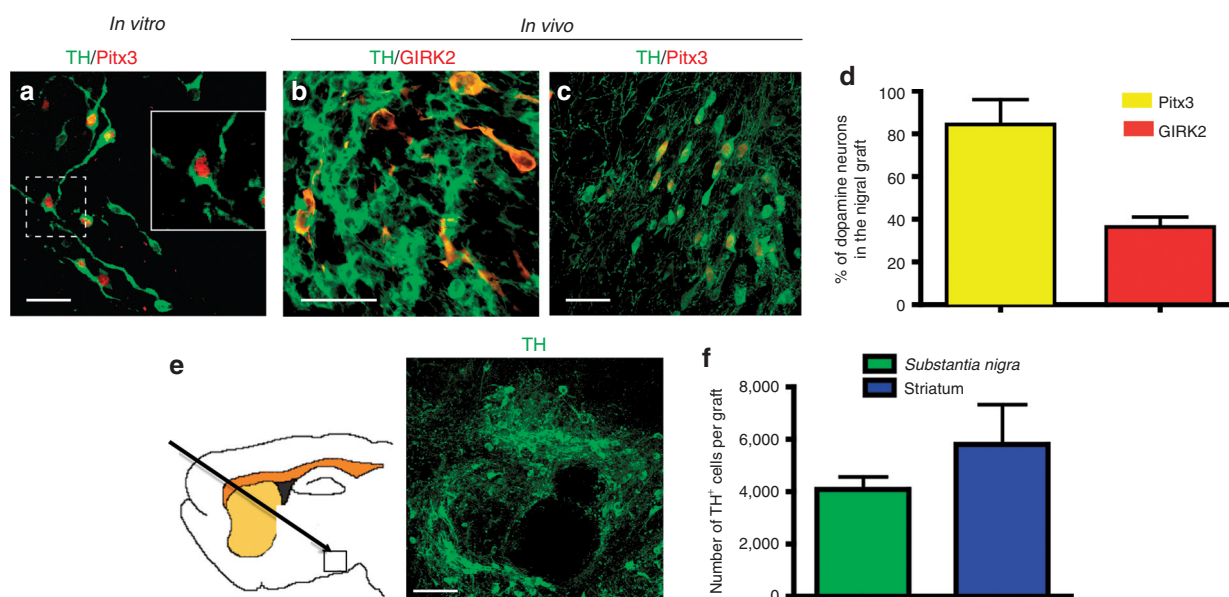 In vitro
In vivo
TH/Pitx3
TH/GIRK2
TH/Pitx3
a
b
c
d
% of dopamine neurons
in the nigral graft
100
80
60
40
20
0
Pitx3
GIRK2
e
TH
f
Number of TH+ cells per graft
8,000
6,000
4,000
2,000
0
Substantia nigra
Striatum